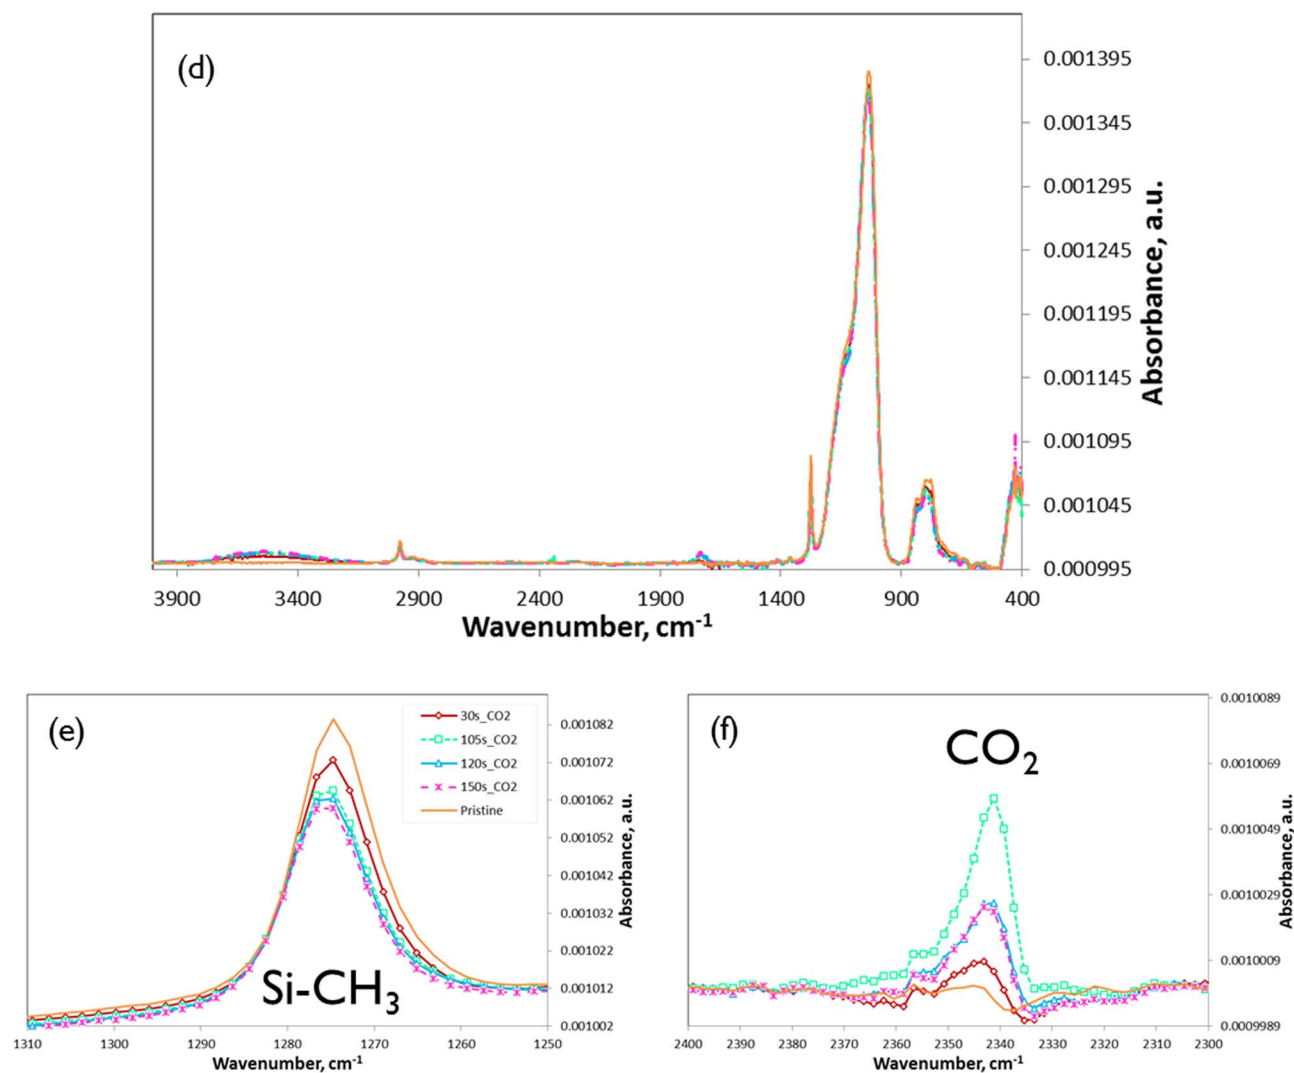 (d)
0.001395
0.001345
0.001295
0.001245
0.001195
0.001145
0.001095
0.001045
0.000995
Absorbance, a.u.
3900 3400 2900 2400 1900 1400 900 400
Wavenumber, cm-1
(e)
30s_CO2
105s_CO2
120s_CO2
150s_CO2
Pristine
Si-CH3
0.001082
0.001072
0.001062
0.001052
0.001042
0.001032
0.001022
0.001012
0.001002
Absorbance, a.u.
1310 1300 1290 1280 1270 1260 1250
Wavenumber, cm-1
(f)
CO2
0.0010089
0.0010069
0.0010049
0.0010029
0.0010009
0.0009989
Absorbance, a.u.
2400 2390 2380 2370 2360 2350 2340 2330 2320 2310 2300
Wavenumber, cm-1